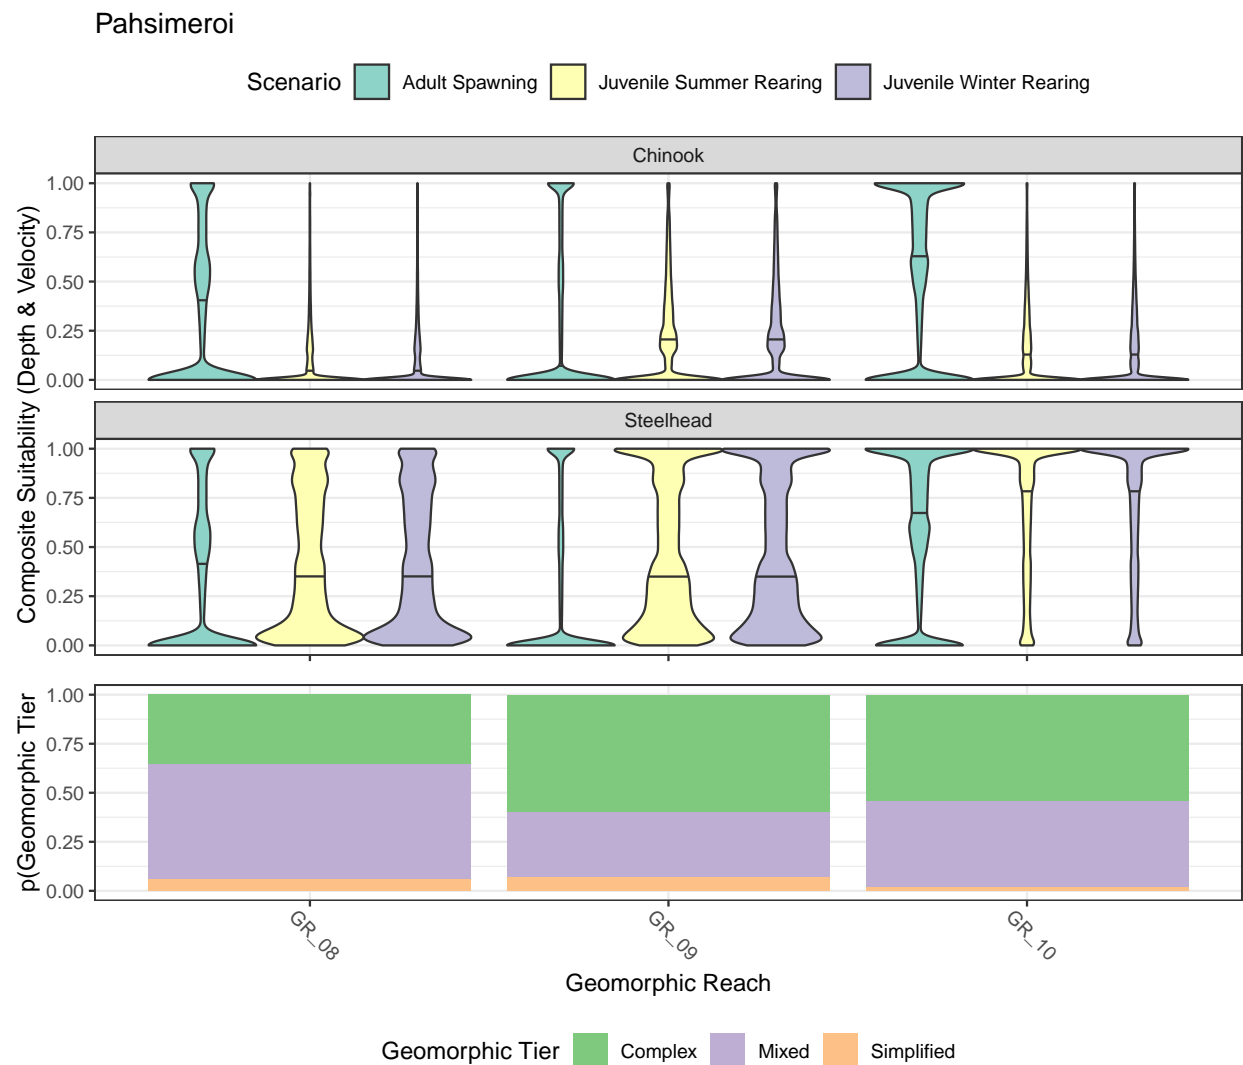 Pahsimeroi
Scenario Adult Spawning Juvenile Summer Rearing Juvenile Winter Rearing
Composite Suitability (Depth & Velocity)
Chinook
1.00
0.75
0.50
0.25
0.00
Steelhead
1.00
0.75
0.50
0.25
0.00
p(Geomorphic Tier
1.00
0.75
0.50
0.25
0.00
GR_08 GR_09 GR_10
Geomorphic Reach
Geomorphic Tier Complex Mixed Simplified